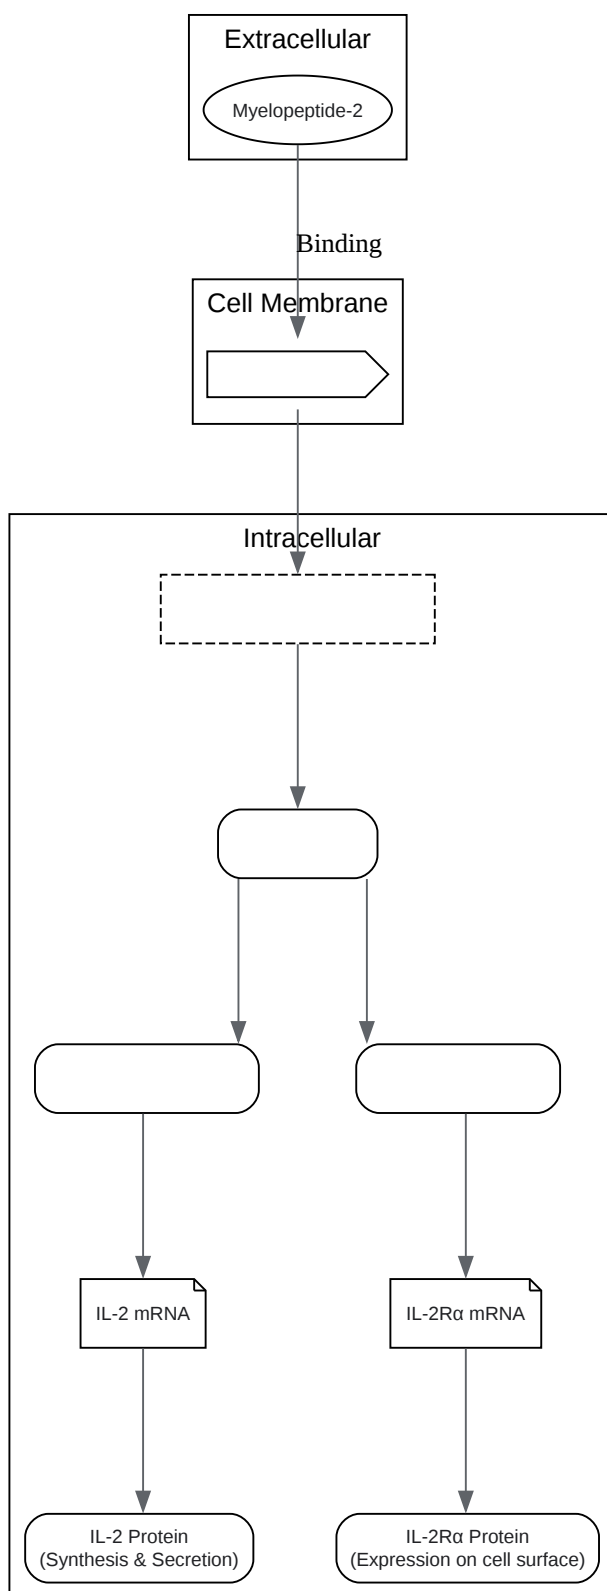 Extracellular
Myelopeptide-2
Binding
Cell Membrane
Intracellular
IL-2 mRNA
IL-2Rα mRNA
IL-2 Protein
(Synthesis & Secretion)
IL-2Rα Protein
(Expression on cell surface)